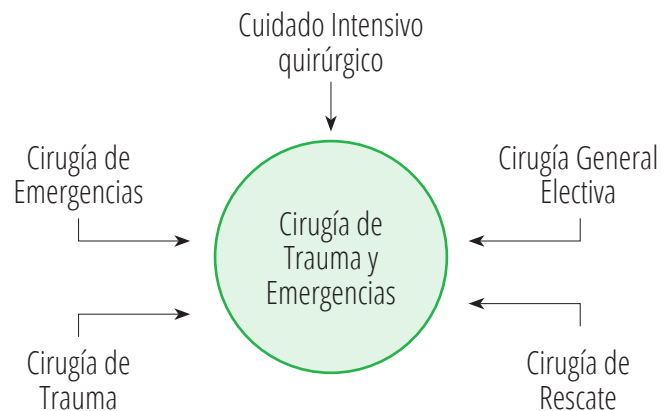 Cuidado Intensivo
quirúrgico
Cirugía de
Emergencias
Cirugía General
Electiva
Cirugía de
Trauma y
Emergencias
Cirugía de
Trauma
Cirugía de
Rescate